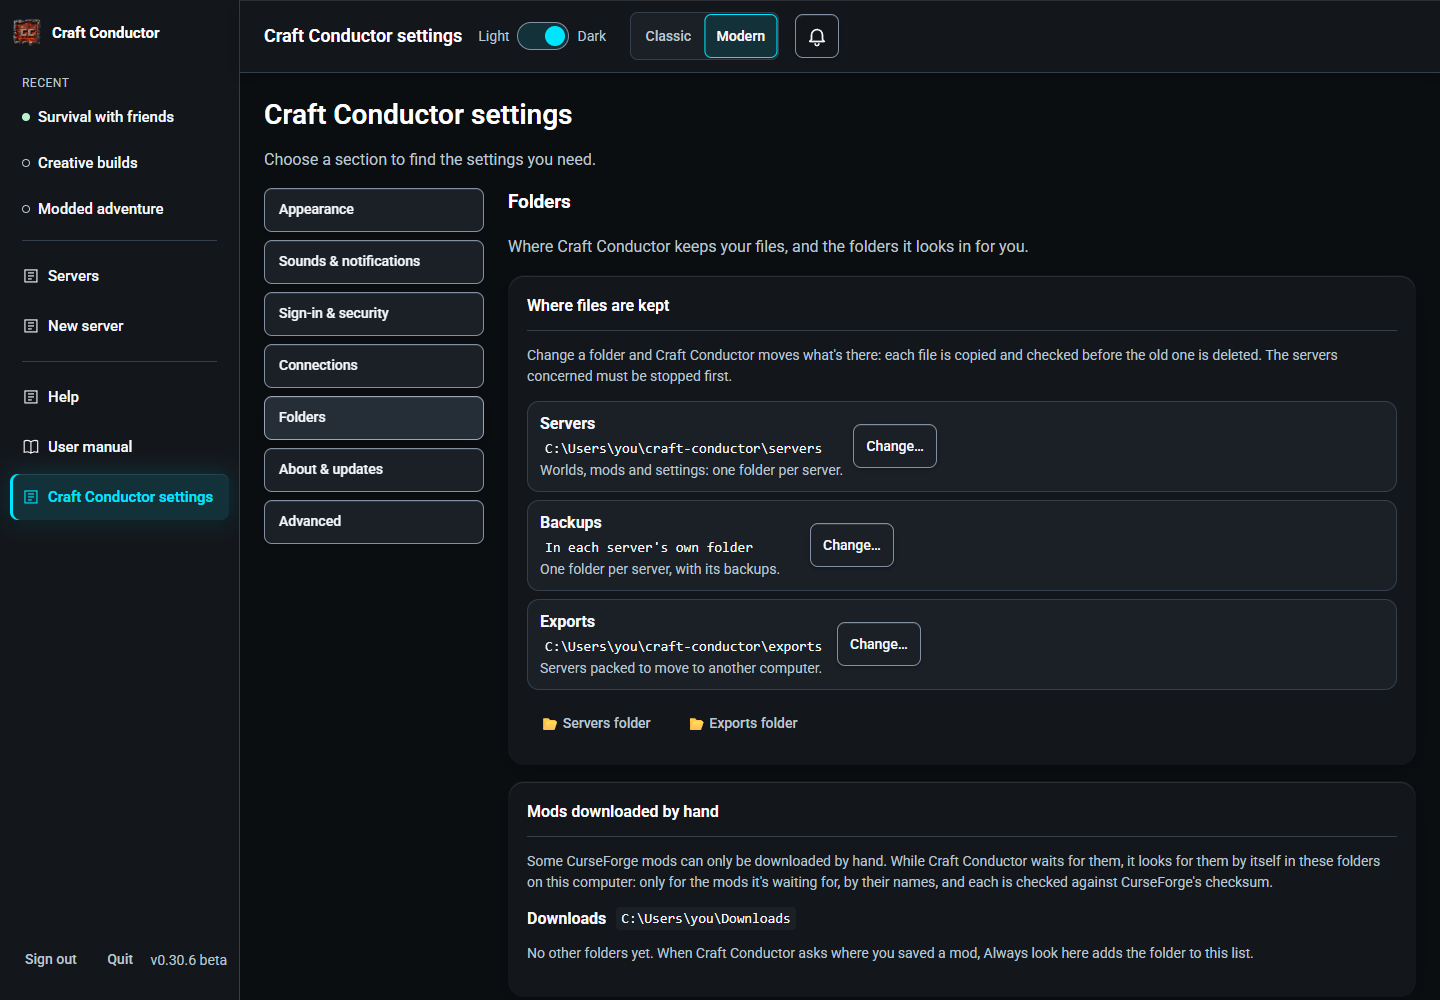 Craft Conductor
RECENT
Survival with friends
Creative builds
Modded adventure
Servers
New server
Help
User manual
Craft Conductor settings
Sign out
Quit
v0.30.6 beta
Craft Conductor settings
Light
Dark
Classic
Modern
Craft Conductor settings
Choose a section to find the settings you need.
Appearance
Sounds & notifications
Sign-in & security
Connections
Folders
About & updates
Advanced
Folders
Where Craft Conductor keeps your files, and the folders it looks in for you.
Where files are kept
Change a folder and Craft Conductor moves what's there: each file is copied and checked before the old one is deleted. The servers
concerned must be stopped first.
Servers
C:\Users\you\craft-conductor\servers
Worlds, mods and settings: one folder per server.
Change...
Backups
In each server's own folder
One folder per server, with its backups.
Change...
Exports
C:\Users\you\craft-conductor\exports
Servers packed to move to another computer.
Change...
Servers folder
Exports folder
Mods downloaded by hand
Some CurseForge mods can only be downloaded by hand. While Craft Conductor waits for them, it looks for them by itself in these folders
on this computer: only for the mods it's waiting for, by their names, and each is checked against CurseForge's checksum.
Downloads C:\Users\you\Downloads
No other folders yet. When Craft Conductor asks where you saved a mod, Always look here adds the folder to this list.